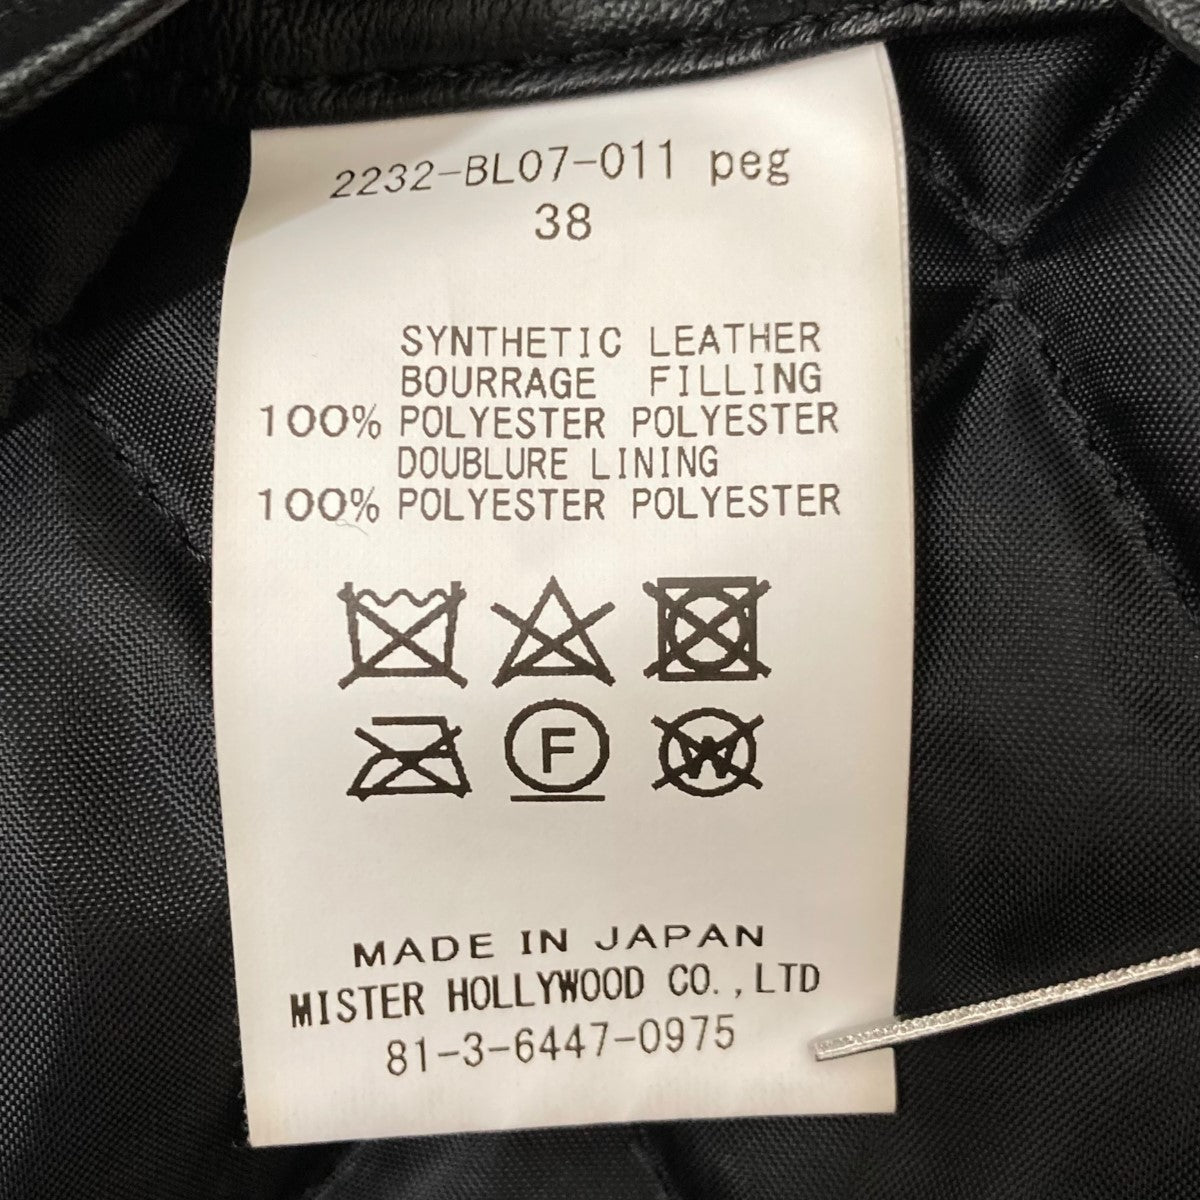 2232-BL07-011 peg
38
SYNTHETIC LEATHER
BOURRAGE FILLING
100% POLYESTER POLYESTER
DOUBLURE LINING
100% POLYESTER POLYESTER
F W
MADE IN JAPAN
MISTER HOLLYWOOD CO.,LTD
81-3-6447-0975